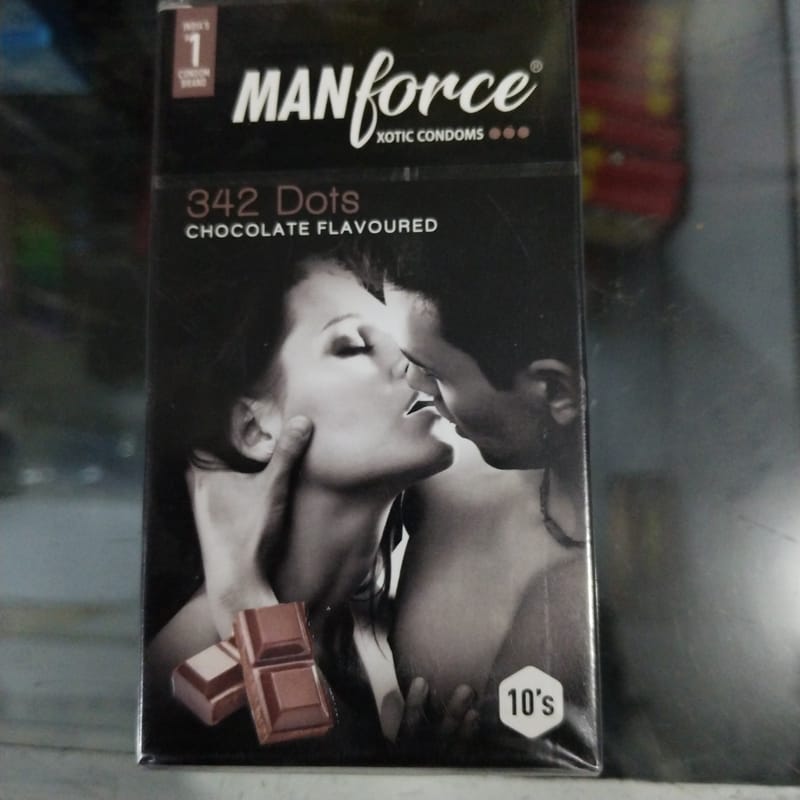 INDIA'S
1
CONDOM
BRAND
MANforce®
XOTIC CONDOMS
342 Dots
CHOCOLATE FLAVOURED
10's